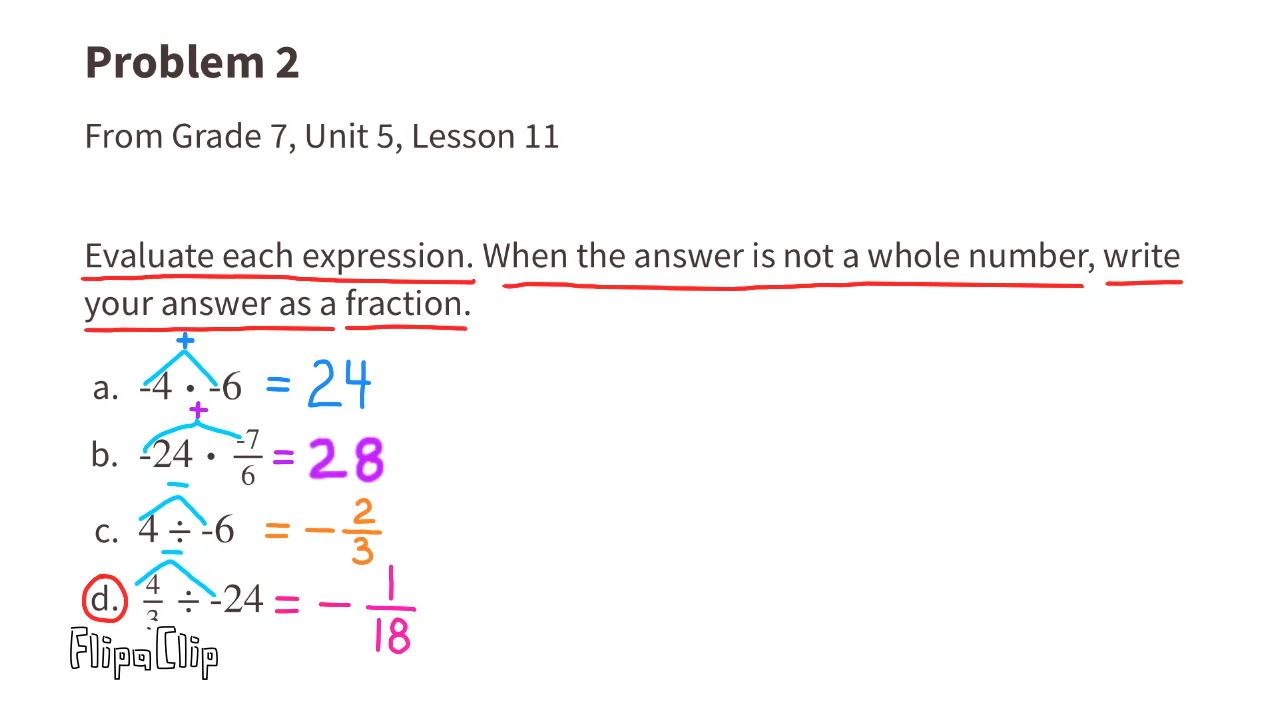 Problem 2
From Grade 7, Unit 5, Lesson 11
Evaluate each expression. When the answer is not a whole number, write
your answer as a fraction.
+
a. -4 · -6 = 24
+
b. -24 · -7/6 = 28
−
c. 4 ÷ -6 = − 2/3
−
d. 4/3 ÷ -24 = − 1/18
FlipaClip